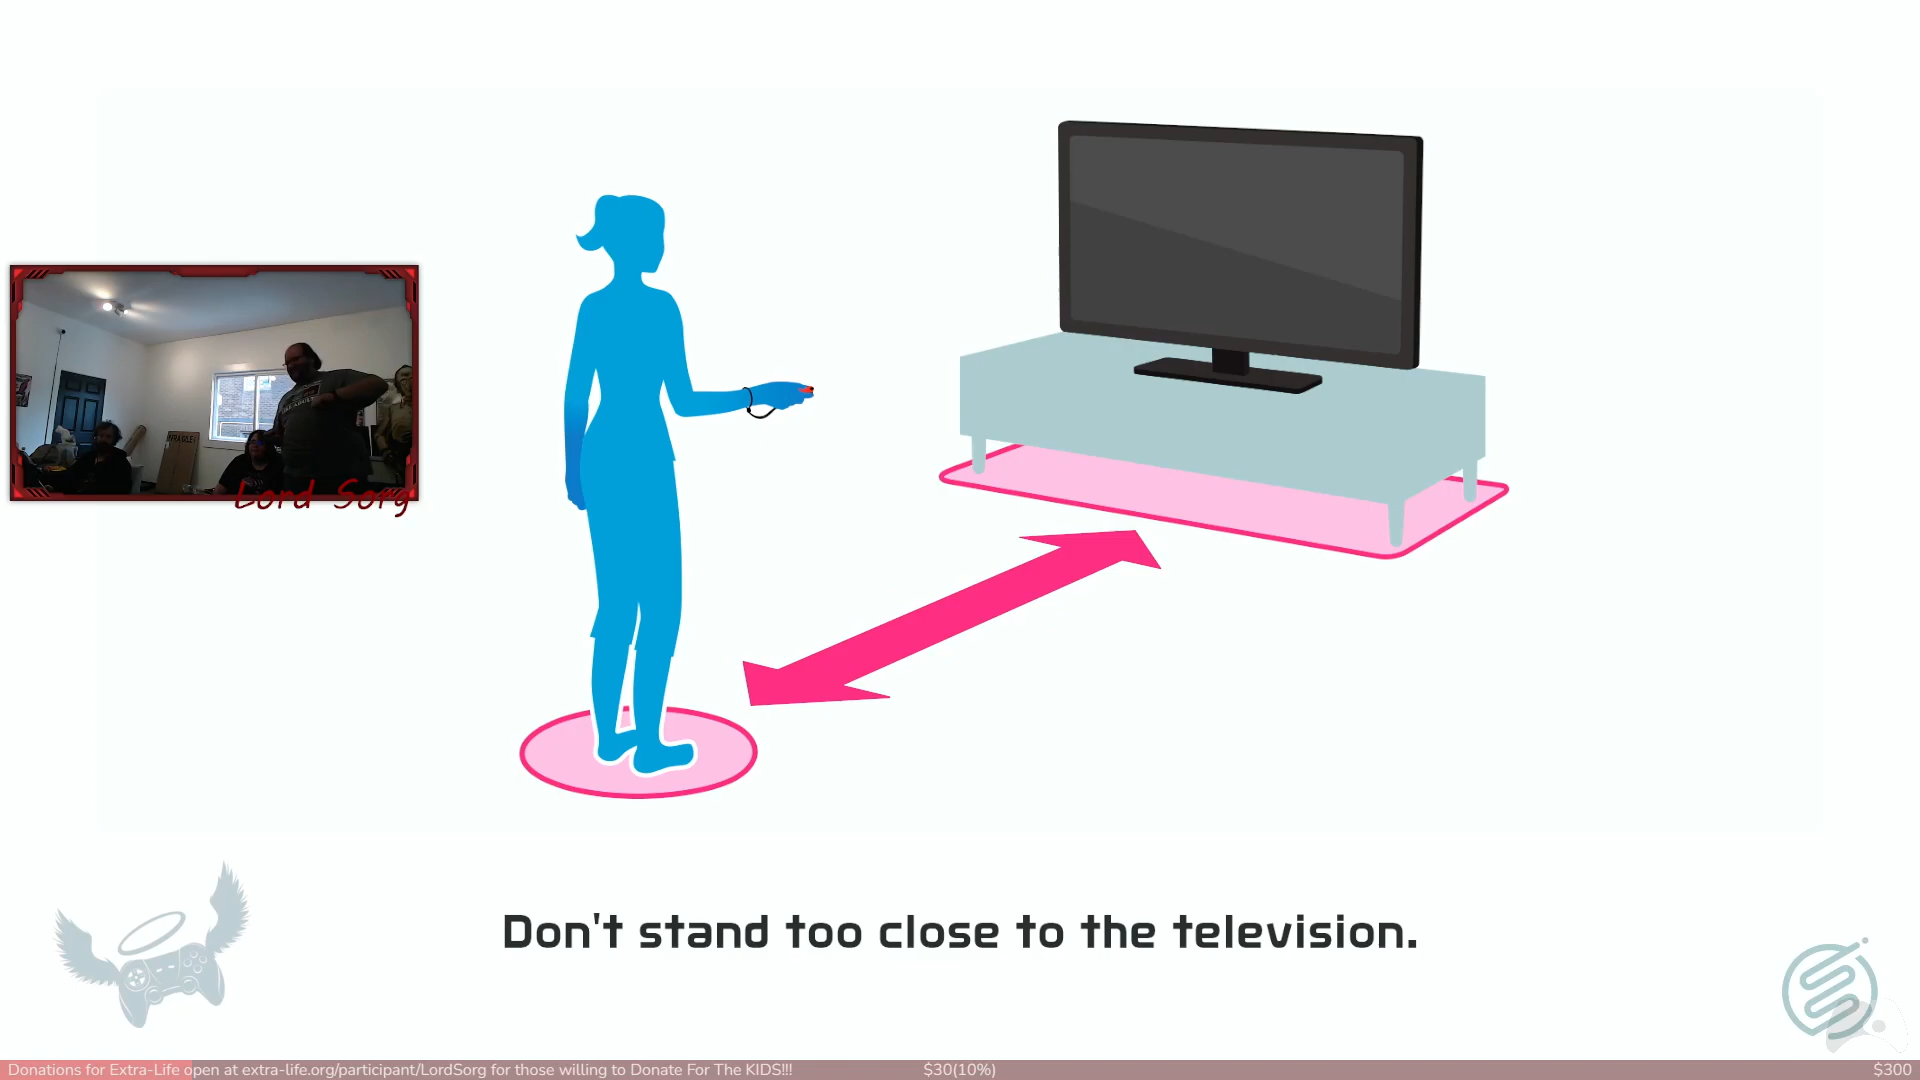 FRAGILE
Lord Sorg
Don't stand too close to the television.
Donations for Extra-Life open at extra-life.org/participant/LordSorg for those willing to Donate For The KIDS!!! $30(10%) $300